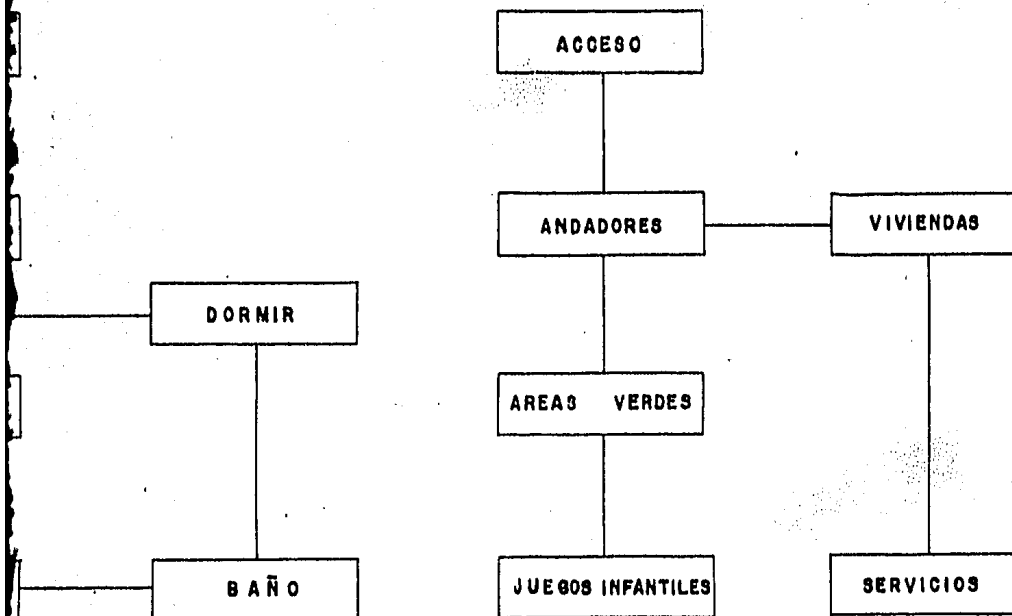 ACCESO
ANDADORES
VIVIENDAS
DORMIR
AREAS VERDES
BAÑO
JUEGOS INFANTILES
SERVICIOS